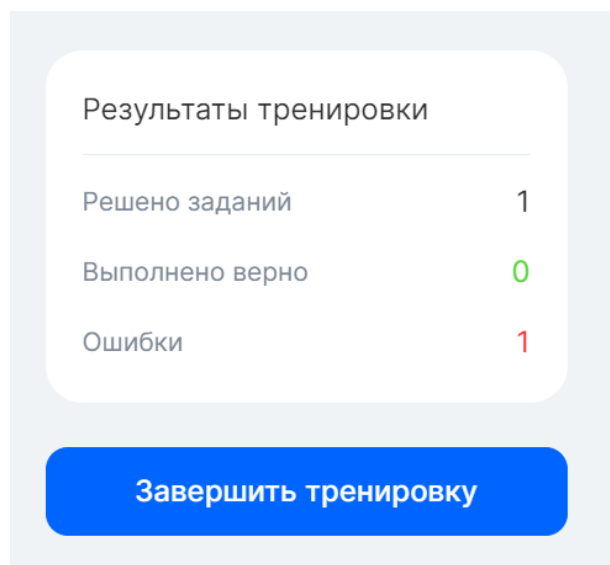 Результаты тренировки
Решено заданий 1
Выполнено верно 0
Ошибки 1
Завершить тренировку